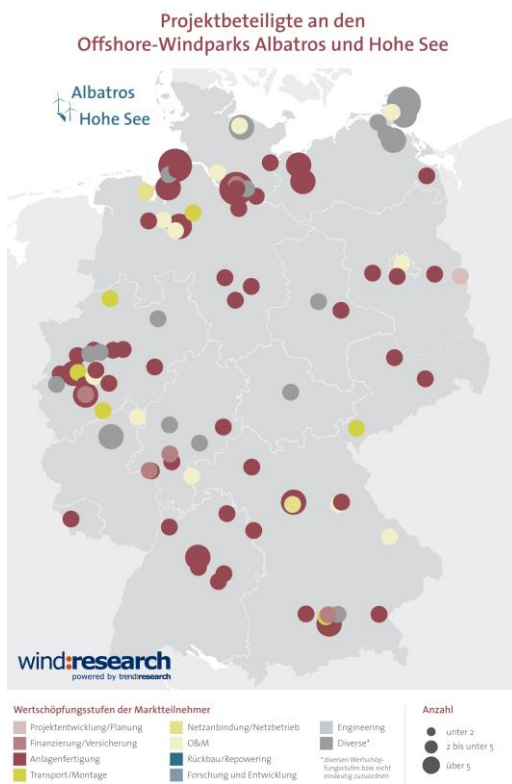 Projektbeteiligte an den
Offshore-Windparks Albatros und Hohe See
Albatros
Hohe See
wind:research
powered by trend:research
Wertschöpfungsstufen der Marktteilnehmer
Projektentwicklung/Planung
Finanzierung/Versicherung
Anlagenfertigung
Transport/Montage
Netzanbindung/Netzbetrieb
O&M
Rückbau/Repowering
Forschung und Entwicklung
Engineering
Diverse*
*diversen Wertschöp-
fungsstufen bzw. nicht
eindeutig zuzuordnen
Anzahl
unter 2
2 bis unter 5
über 5